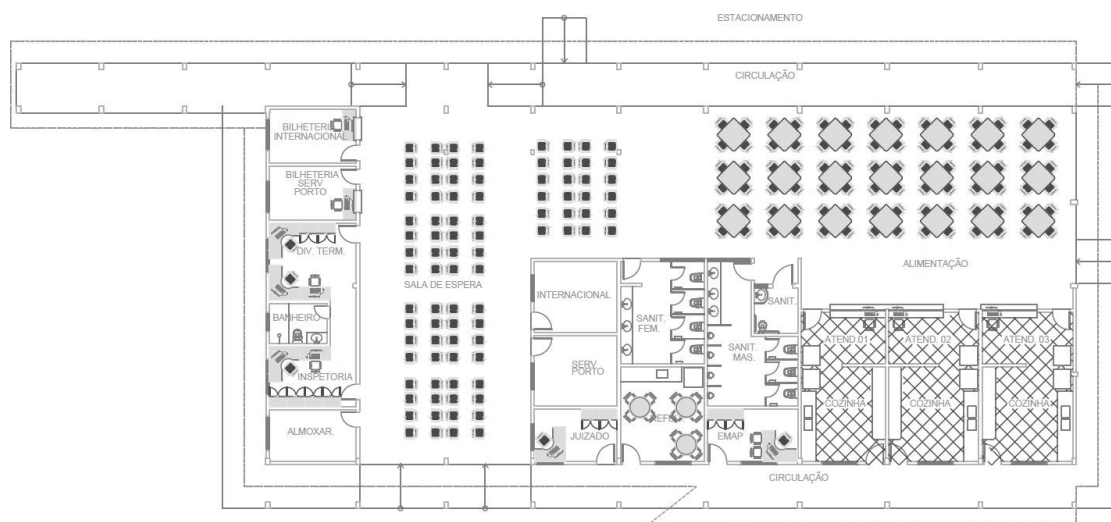 ESTACIONAMENTO
CIRCULAÇÃO
BILHETERIA
INTERNACIONAL
BILHETERIA
SERV
PORTO
DIV. TERM.
ALIMENTAÇÃO
SALA DE ESPERA
INTERNACIONAL
SANIT.
FEM.
SANIT.
BANHEIRO
SANIT.
MAS.
ATEND.01
ATEND. 02
ATEND. 03
SERV
PORTO
INSPETORIA
COZINHA
COZINHA
COZINHA
ALMOXAR.
JUIZADO
EMAP
CIRCULAÇÃO